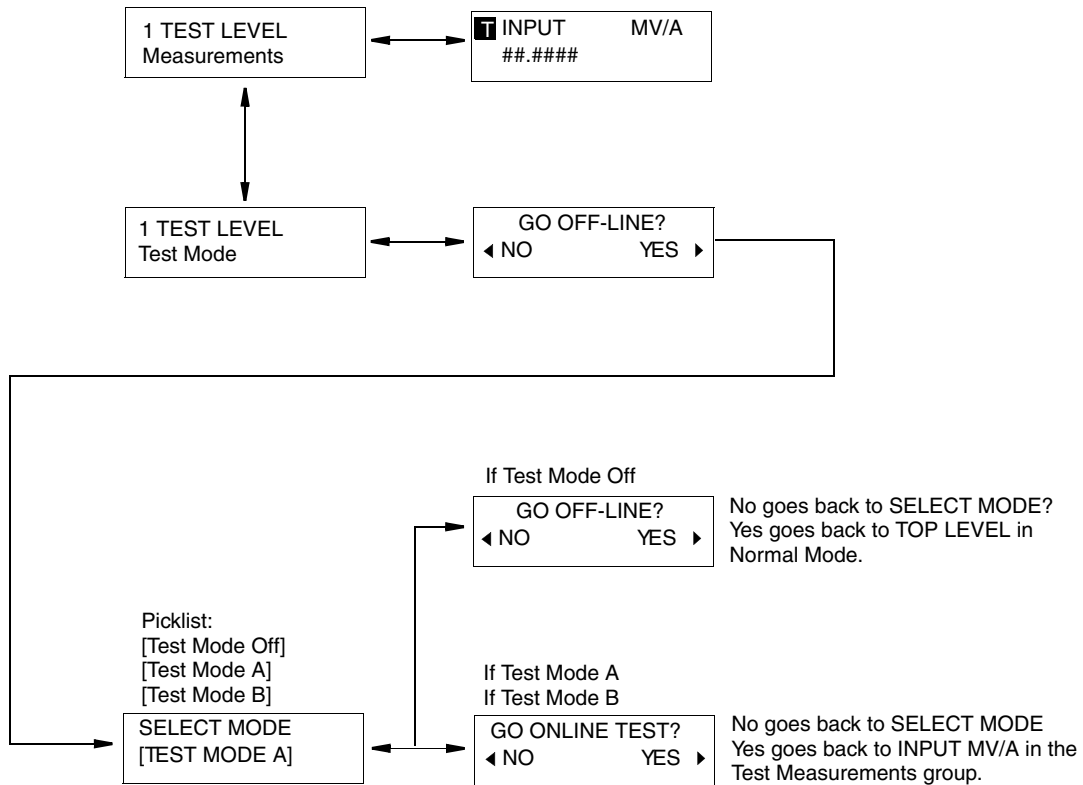 1 TEST LEVEL
Measurements
T INPUT MV/A
##.####
1 TEST LEVEL
Test Mode
GO OFF-LINE?
NO YES
If Test Mode Off
GO OFF-LINE?
NO YES
No goes back to SELECT MODE?
Yes goes back to TOP LEVEL in
Normal Mode.
Picklist:
[Test Mode Off]
[Test Mode A]
[Test Mode B]
SELECT MODE
[TEST MODE A]
If Test Mode A
If Test Mode B
GO ONLINE TEST?
NO YES
No goes back to SELECT MODE
Yes goes back to INPUT MV/A in the
Test Measurements group.